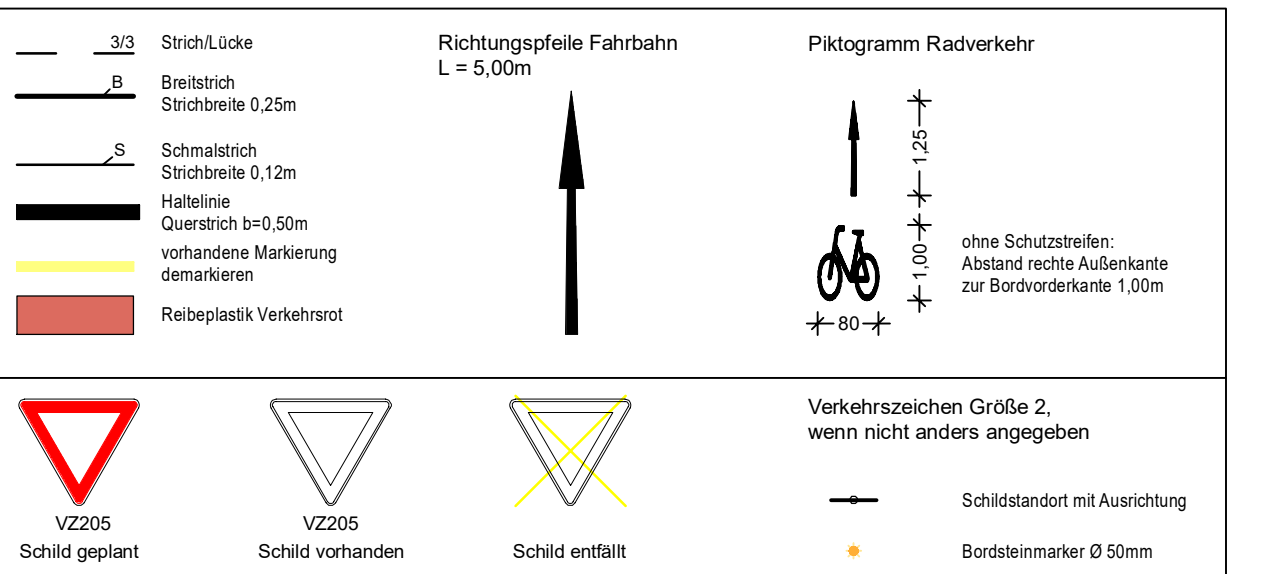 3/3
Strich/Lücke
B
Breitstrich
Strichbreite 0,25m
S
Schmalstrich
Strichbreite 0,12m
Haltelinie
Querstrich b=0,50m
vorhandene Markierung
demarkieren
Reibeplastik Verkehrsrot
Richtungspfeile Fahrbahn
L = 5,00m
Piktogramm Radverkehr
1,25
1,00
80
ohne Schutzstreifen:
Abstand rechte Außenkante
zur Bordvorderkante 1,00m
VZ205
Schild geplant
VZ205
Schild vorhanden
Schild entfällt
Verkehrszeichen Größe 2,
wenn nicht anders angegeben
Schildstandort mit Ausrichtung
Bordsteinmarker Ø 50mm